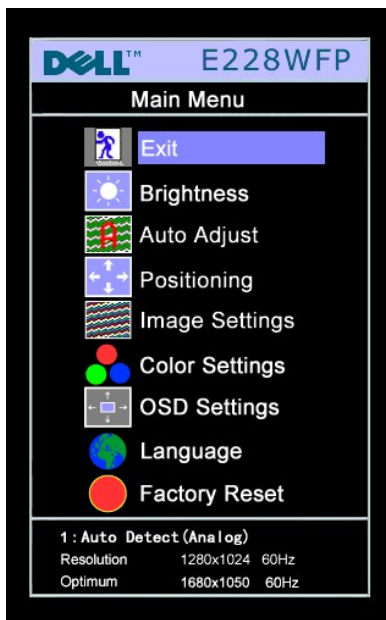 DELL™ E228WFP
Main Menu
Exit
Brightness
A Auto Adjust
Positioning
Image Settings
Color Settings
OSD Settings
Language
Factory Reset
1:Auto Detect(Analog)
Resolution 1280x1024 60Hz
Optimum 1680x1050 60Hz